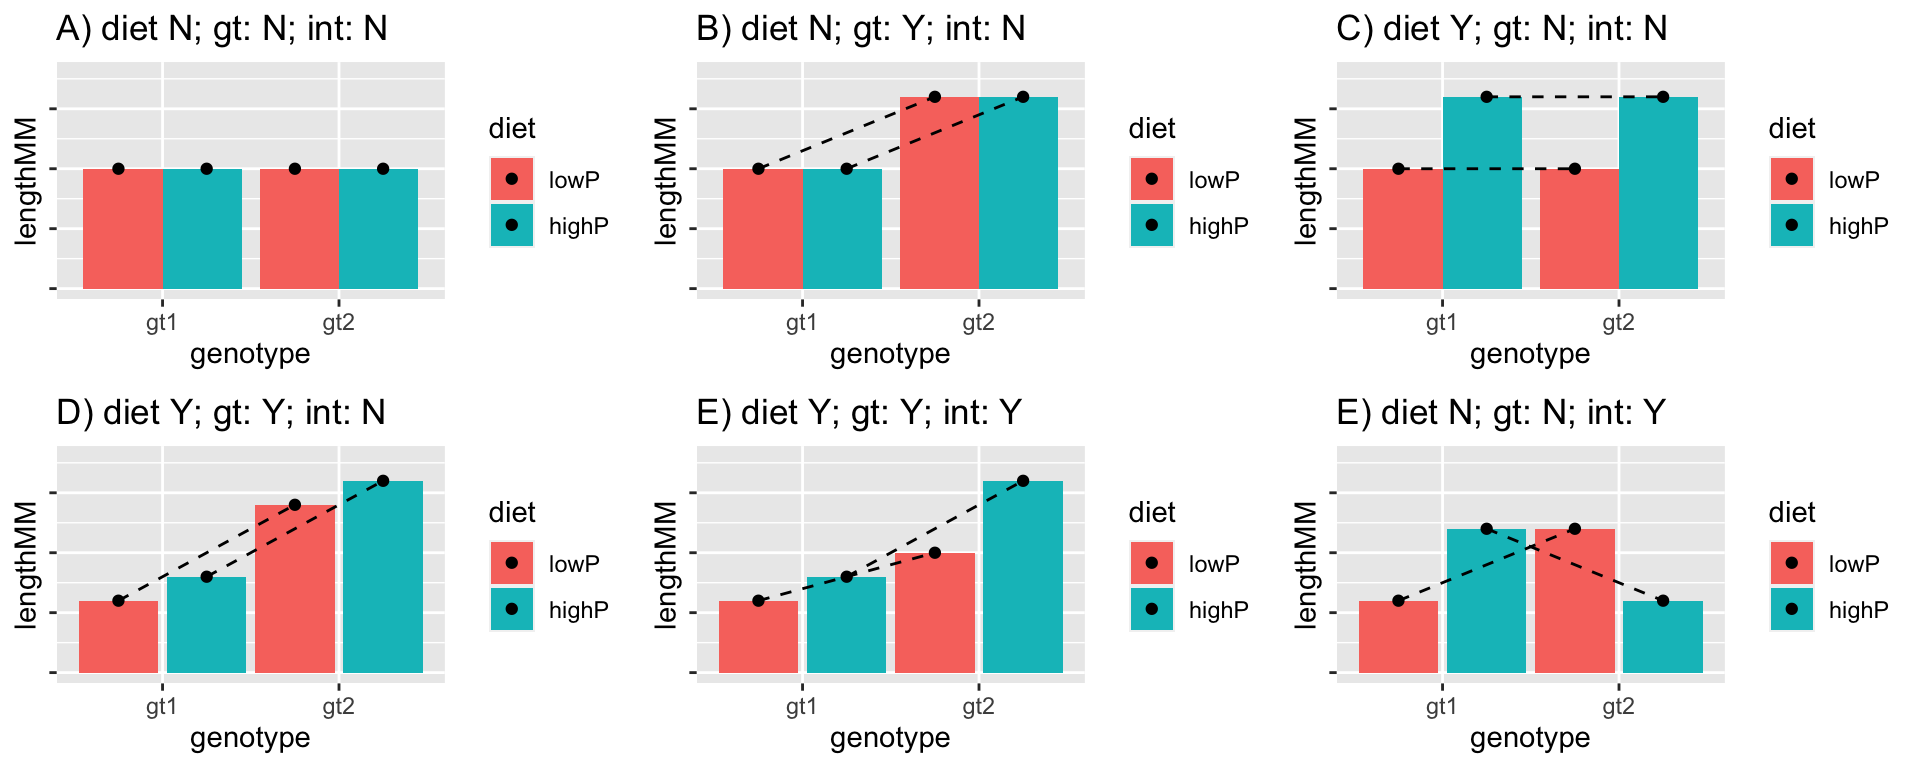 A) diet N; gt: N; int: N
lengthMM
gt1
gt2
genotype
diet
lowP
highP
B) diet N; gt: Y; int: N
lengthMM
gt1
gt2
genotype
diet
lowP
highP
C) diet Y; gt: N; int: N
lengthMM
gt1
gt2
genotype
diet
lowP
highP
D) diet Y; gt: Y; int: N
lengthMM
gt1
gt2
genotype
diet
lowP
highP
E) diet Y; gt: Y; int: Y
lengthMM
gt1
gt2
genotype
diet
lowP
highP
E) diet N; gt: N; int: Y
lengthMM
gt1
gt2
genotype
diet
lowP
highP